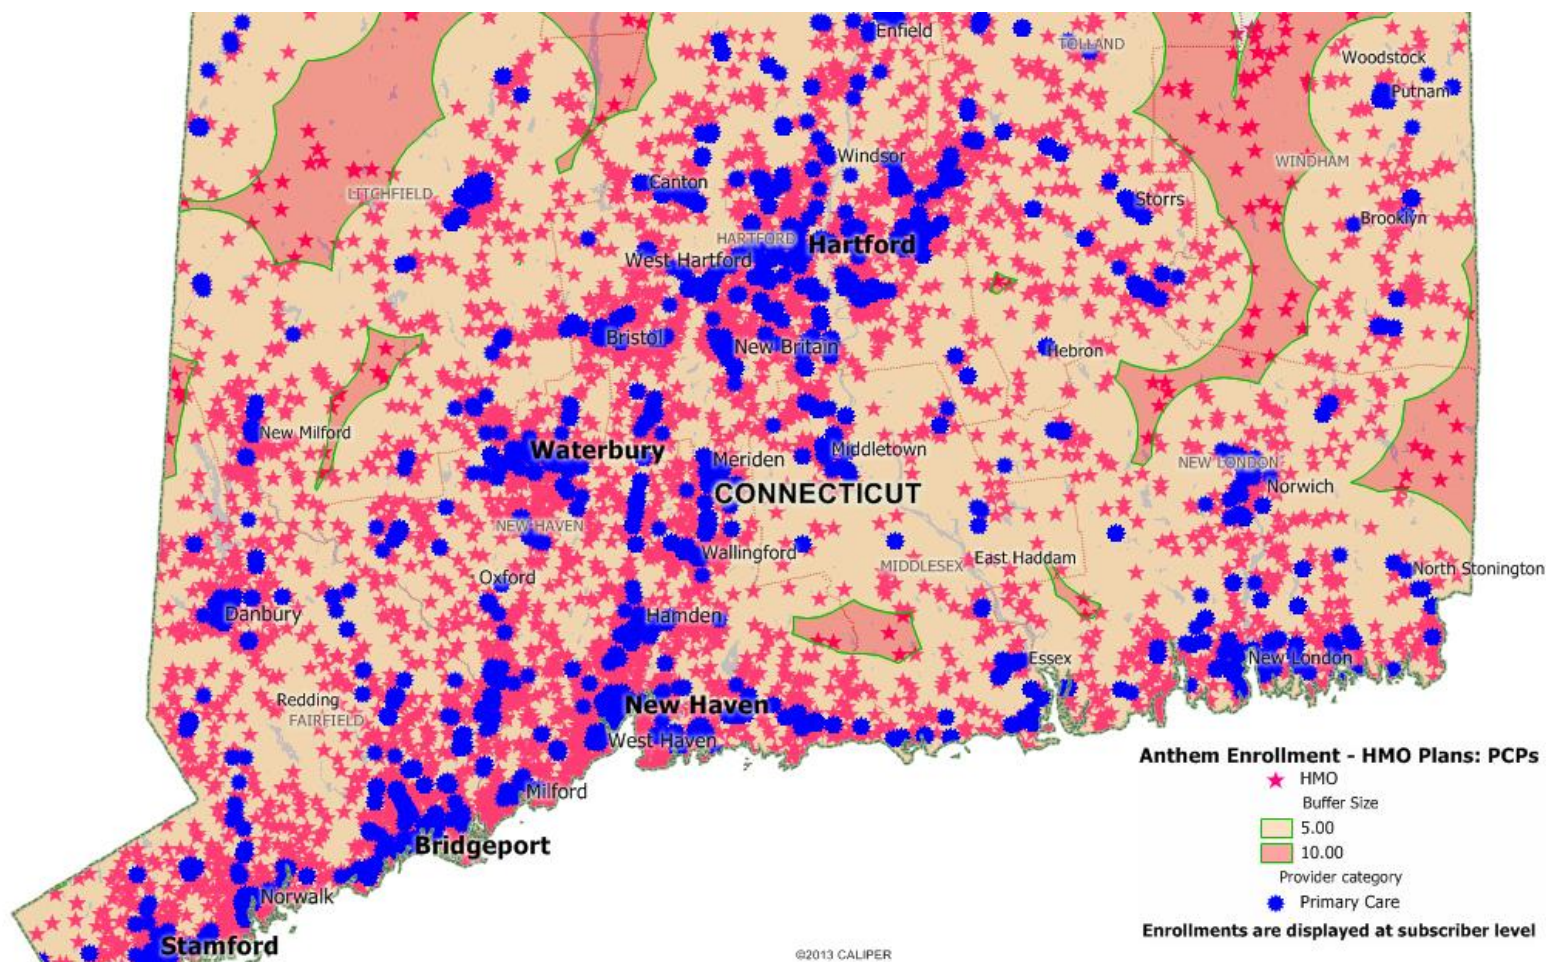 Enfield
TOLLAND
Woodstock
Putnam
Windsor
WINDHAM
Canton
LITCHFIELD
Storrs
Brooklyn
HARTFORD
Hartford
West Hartford
Bristol
New Britain
Hebron
New Milford
Waterbury
Middletown
Meriden
NEW LONDON
CONNECTICUT
Norwich
NEW HAVEN
Wallingford
East Haddam
MIDDLESEX
North Stonington
Oxford
Danbury
Hamden
Essex
New London
Redding
New Haven
FAIRFIELD
West Haven
Milford
Bridgeport
Norwalk
Stamford
Anthem Enrollment - HMO Plans: PCPs
HMO
Buffer Size
5.00
10.00
Provider category
Primary Care
Enrollments are displayed at subscriber level
©2013 CALIPER